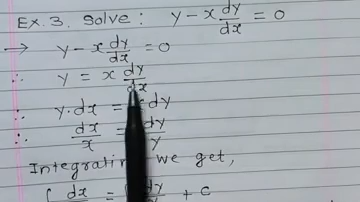 Ex. 3. Solve : y - x dy/dx = 0
→ y - x dy/dx = 0
∴ y = x dy/dx
∴ y·dx = dy
∴ dx/x = dy/y
Integrating we get,
∫ dx = dy + c